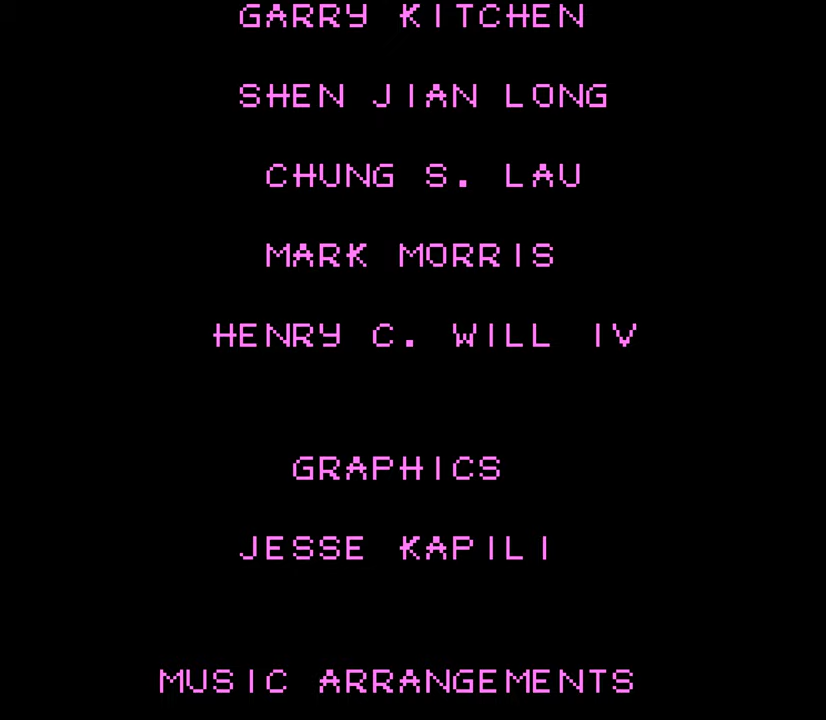 GARRY KITCHEN
SHEN JIAN LONG
CHUNG S. LAU
MARK MORRIS
HENRY C. WILL IV
GRAPHICS
JESSE KAPILI
MUSIC ARRANGEMENTS